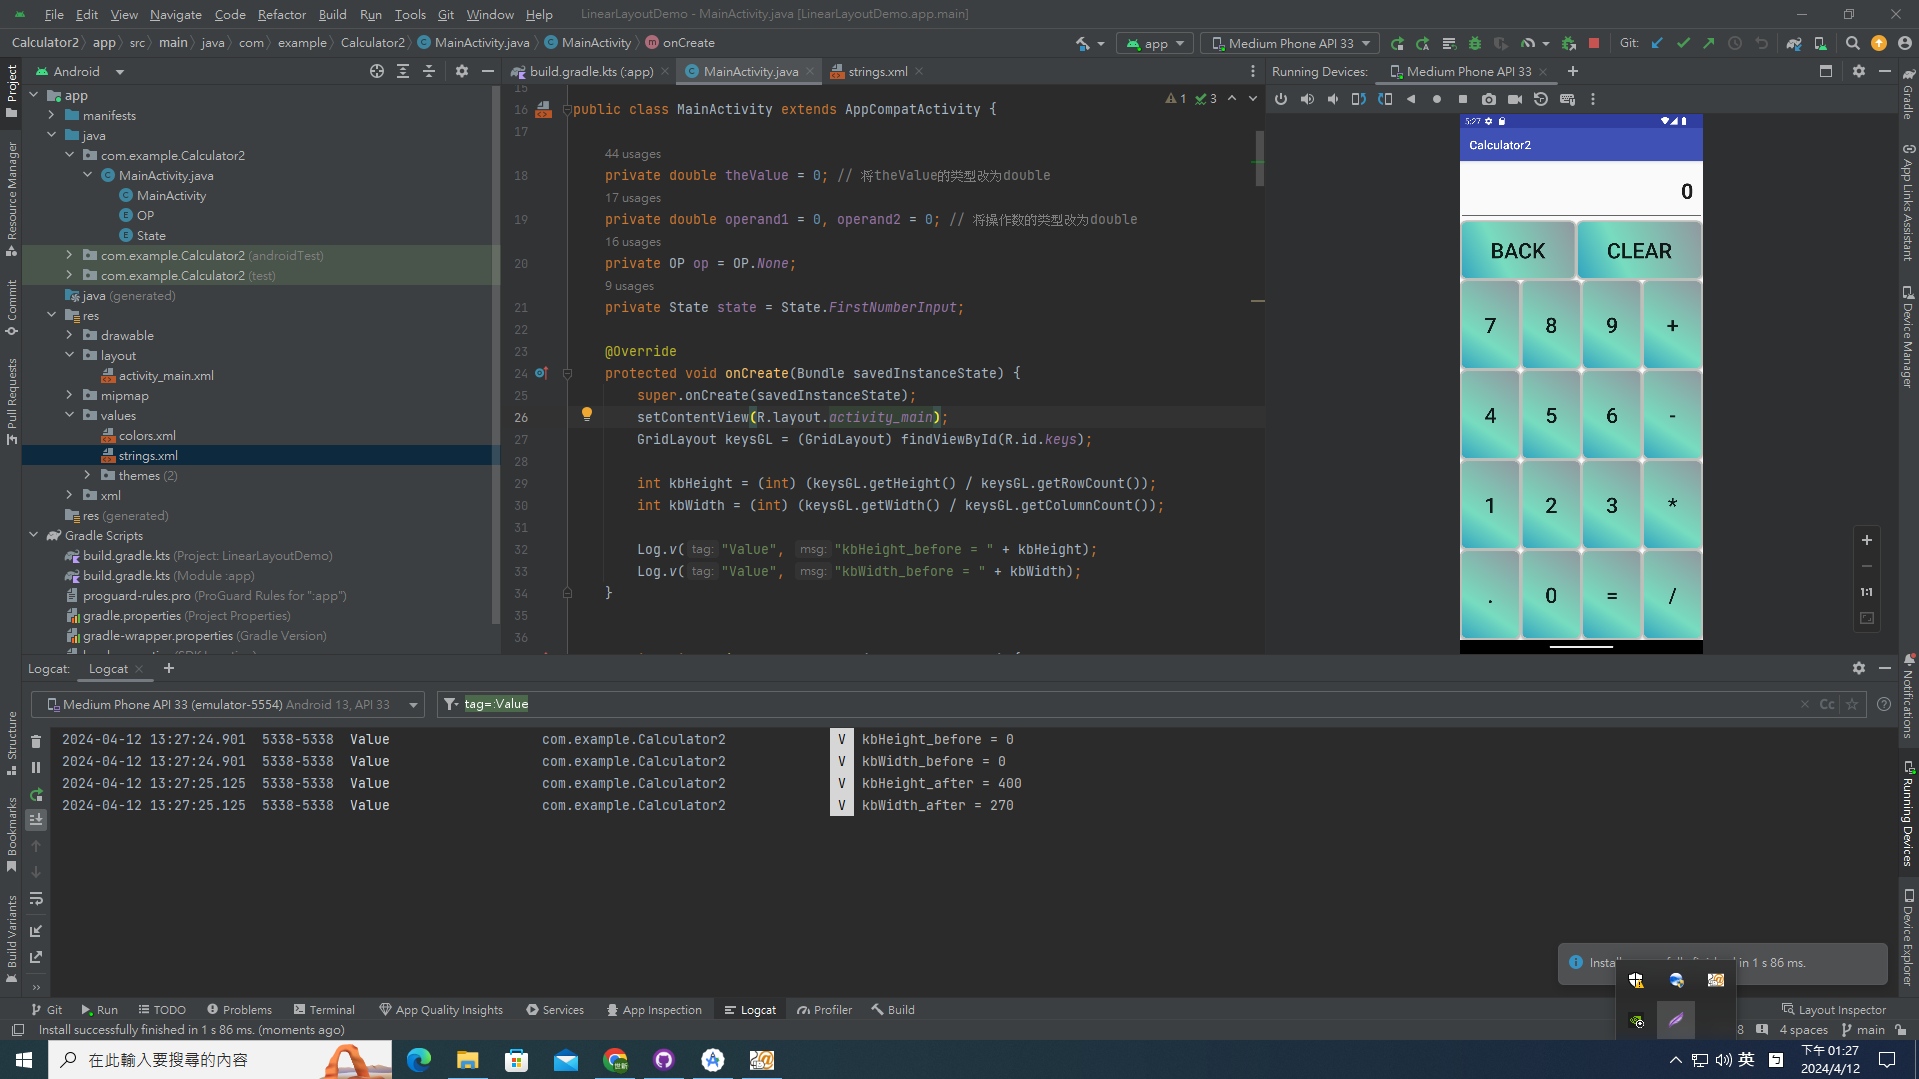 File Edit View Navigate Code Refactor Build Run Tools Git Window Help LinearLayoutDemo - MainActivity.java [LinearLayoutDemo.app.main]
Calculator2 app src main java com example Calculator2 MainActivity.java MainActivity onCreate
app Medium Phone API 33 Git:
Project
Resource Manager
Commit
Pull Requests
Structure
Bookmarks
Build Variants
Android
app
manifests
java
com.example.Calculator2
MainActivity.java
MainActivity
OP
State
com.example.Calculator2 (androidTest)
com.example.Calculator2 (test)
java (generated)
res
drawable
layout
activity_main.xml
mipmap
values
colors.xml
strings.xml
themes (2)
xml
res (generated)
Gradle Scripts
build.gradle.kts (Project: LinearLayoutDemo)
build.gradle.kts (Module :app)
proguard-rules.pro (ProGuard Rules for ":app")
gradle.properties (Project Properties)
gradle-wrapper.properties (Gradle Version)
build.gradle.kts (:app) MainActivity.java strings.xml
1 3
15
16 public class MainActivity extends AppCompatActivity {
17
44 usages
18 private double theValue = 0; // 将theValue的类型改为double
17 usages
19 private double operand1 = 0, operand2 = 0; // 将操作数的类型改为double
16 usages
20 private OP op = OP.None;
9 usages
21 private State state = State.FirstNumberInput;
22
23 @Override
24 protected void onCreate(Bundle savedInstanceState) {
25 super.onCreate(savedInstanceState);
26 setContentView(R.layout.activity_main);
27 GridLayout keysGL = (GridLayout) findViewById(R.id.keys);
28
29 int kbHeight = (int) (keysGL.getHeight() / keysGL.getRowCount());
30 int kbWidth = (int) (keysGL.getWidth() / keysGL.getColumnCount());
31
32 Log.v( tag: "Value", msg: "kbHeight_before = " + kbHeight);
33 Log.v( tag: "Value", msg: "kbWidth_before = " + kbWidth);
34 }
35
36
Running Devices: Medium Phone API 33
5:27
Calculator2
0
BACK CLEAR
7 8 9 +
4 5 6 -
1 2 3 *
. 0 = /
1:1
Gradle
App Links Assistant
Device Manager
Notifications
Running Devices
Device Explorer
Logcat: Logcat
Medium Phone API 33 (emulator-5554) Android 13, API 33
tag=:Value
Cc
2024-04-12 13:27:24.901 5338-5338 Value com.example.Calculator2 V kbHeight_before = 0
2024-04-12 13:27:24.901 5338-5338 Value com.example.Calculator2 V kbWidth_before = 0
2024-04-12 13:27:25.125 5338-5338 Value com.example.Calculator2 V kbHeight_after = 400
2024-04-12 13:27:25.125 5338-5338 Value com.example.Calculator2 V kbWidth_after = 270
in 1 s 86 ms.
Git Run TODO Problems Terminal App Quality Insights Services App Inspection Logcat Profiler Build Layout Inspector
Install successfully finished in 1 s 86 ms. (moments ago)
4 spaces main
在此輸入要搜尋的內容
英
下午 01:27
2024/4/12